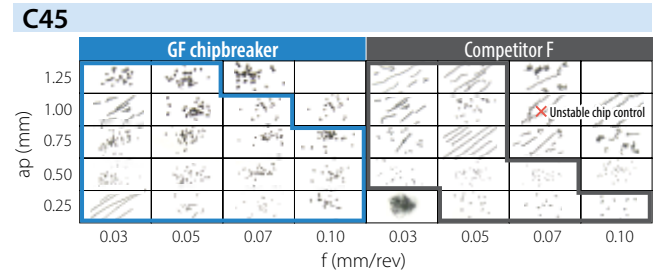 C45
GF chipbreaker Competitor F
1.25
1.00
Unstable chip control
0.75
0.50
0.25
ap (mm)
0.03 0.05 0.07 0.10 0.03 0.05 0.07 0.10
f (mm/rev)